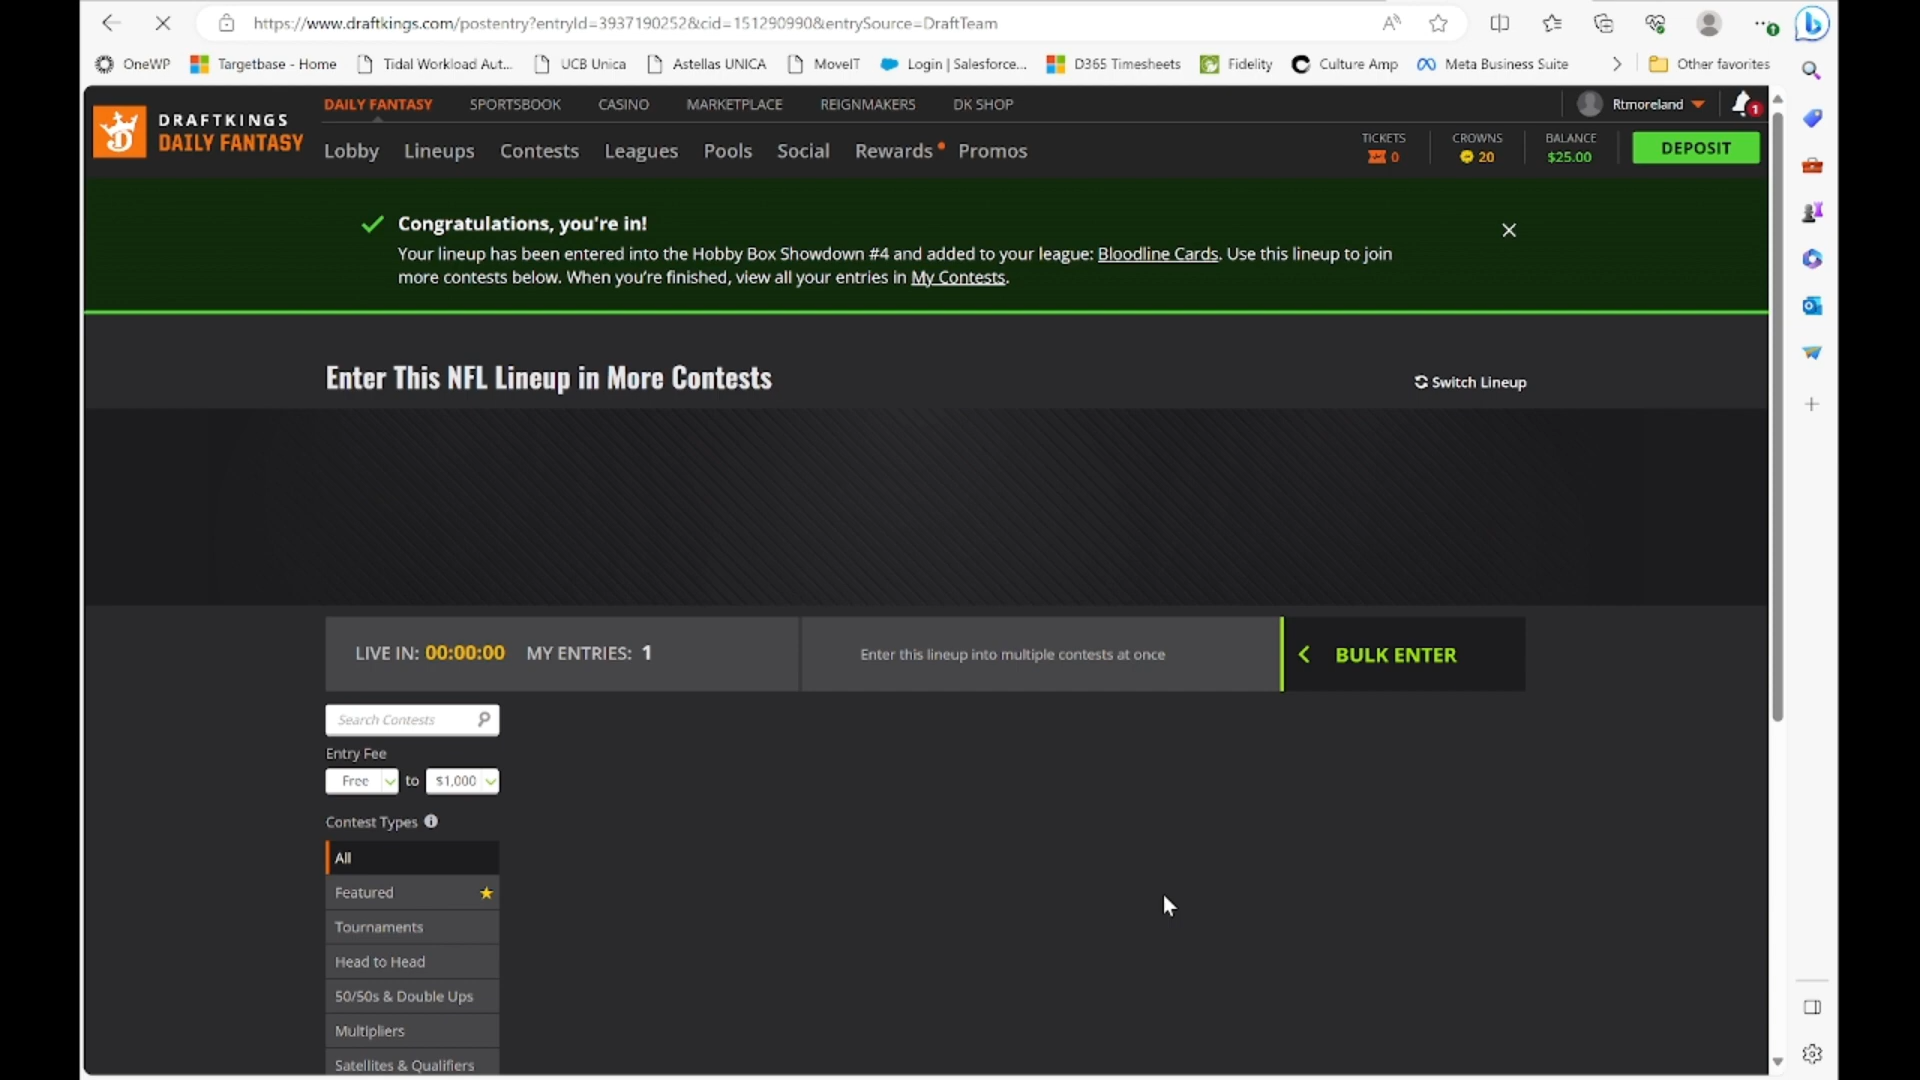 https://www.draftkings.com/postentry?entryId=3937190252&cid=151290990&entrySource=DraftTeam
OneWP Targetbase - Home Tidal Workload Aut... UCB Unica Astellas UNICA MoveIT Login | Salesforce... D365 Timesheets Fidelity Culture Amp Meta Business Suite Other favorites
DRAFTKINGS
DAILY FANTASY
DAILY FANTASY SPORTSBOOK CASINO MARKETPLACE REIGNMAKERS DK SHOP
Rtmoreland 1
Lobby Lineups Contests Leagues Pools Social Rewards Promos
TICKETS CROWNS BALANCE
0 20 $25.00
DEPOSIT
Congratulations, you're in!
Your lineup has been entered into the Hobby Box Showdown #4 and added to your league: Bloodline Cards. Use this lineup to join
more contests below. When you're finished, view all your entries in My Contests.
Enter This NFL Lineup in More Contests
Switch Lineup
LIVE IN: 00:00:00 MY ENTRIES: 1
Enter this lineup into multiple contests at once
BULK ENTER
Search Contests
Entry Fee
Free to $1,000
Contest Types
All
Featured
Tournaments
Head to Head
50/50s & Double Ups
Multipliers
Satellites & Qualifiers